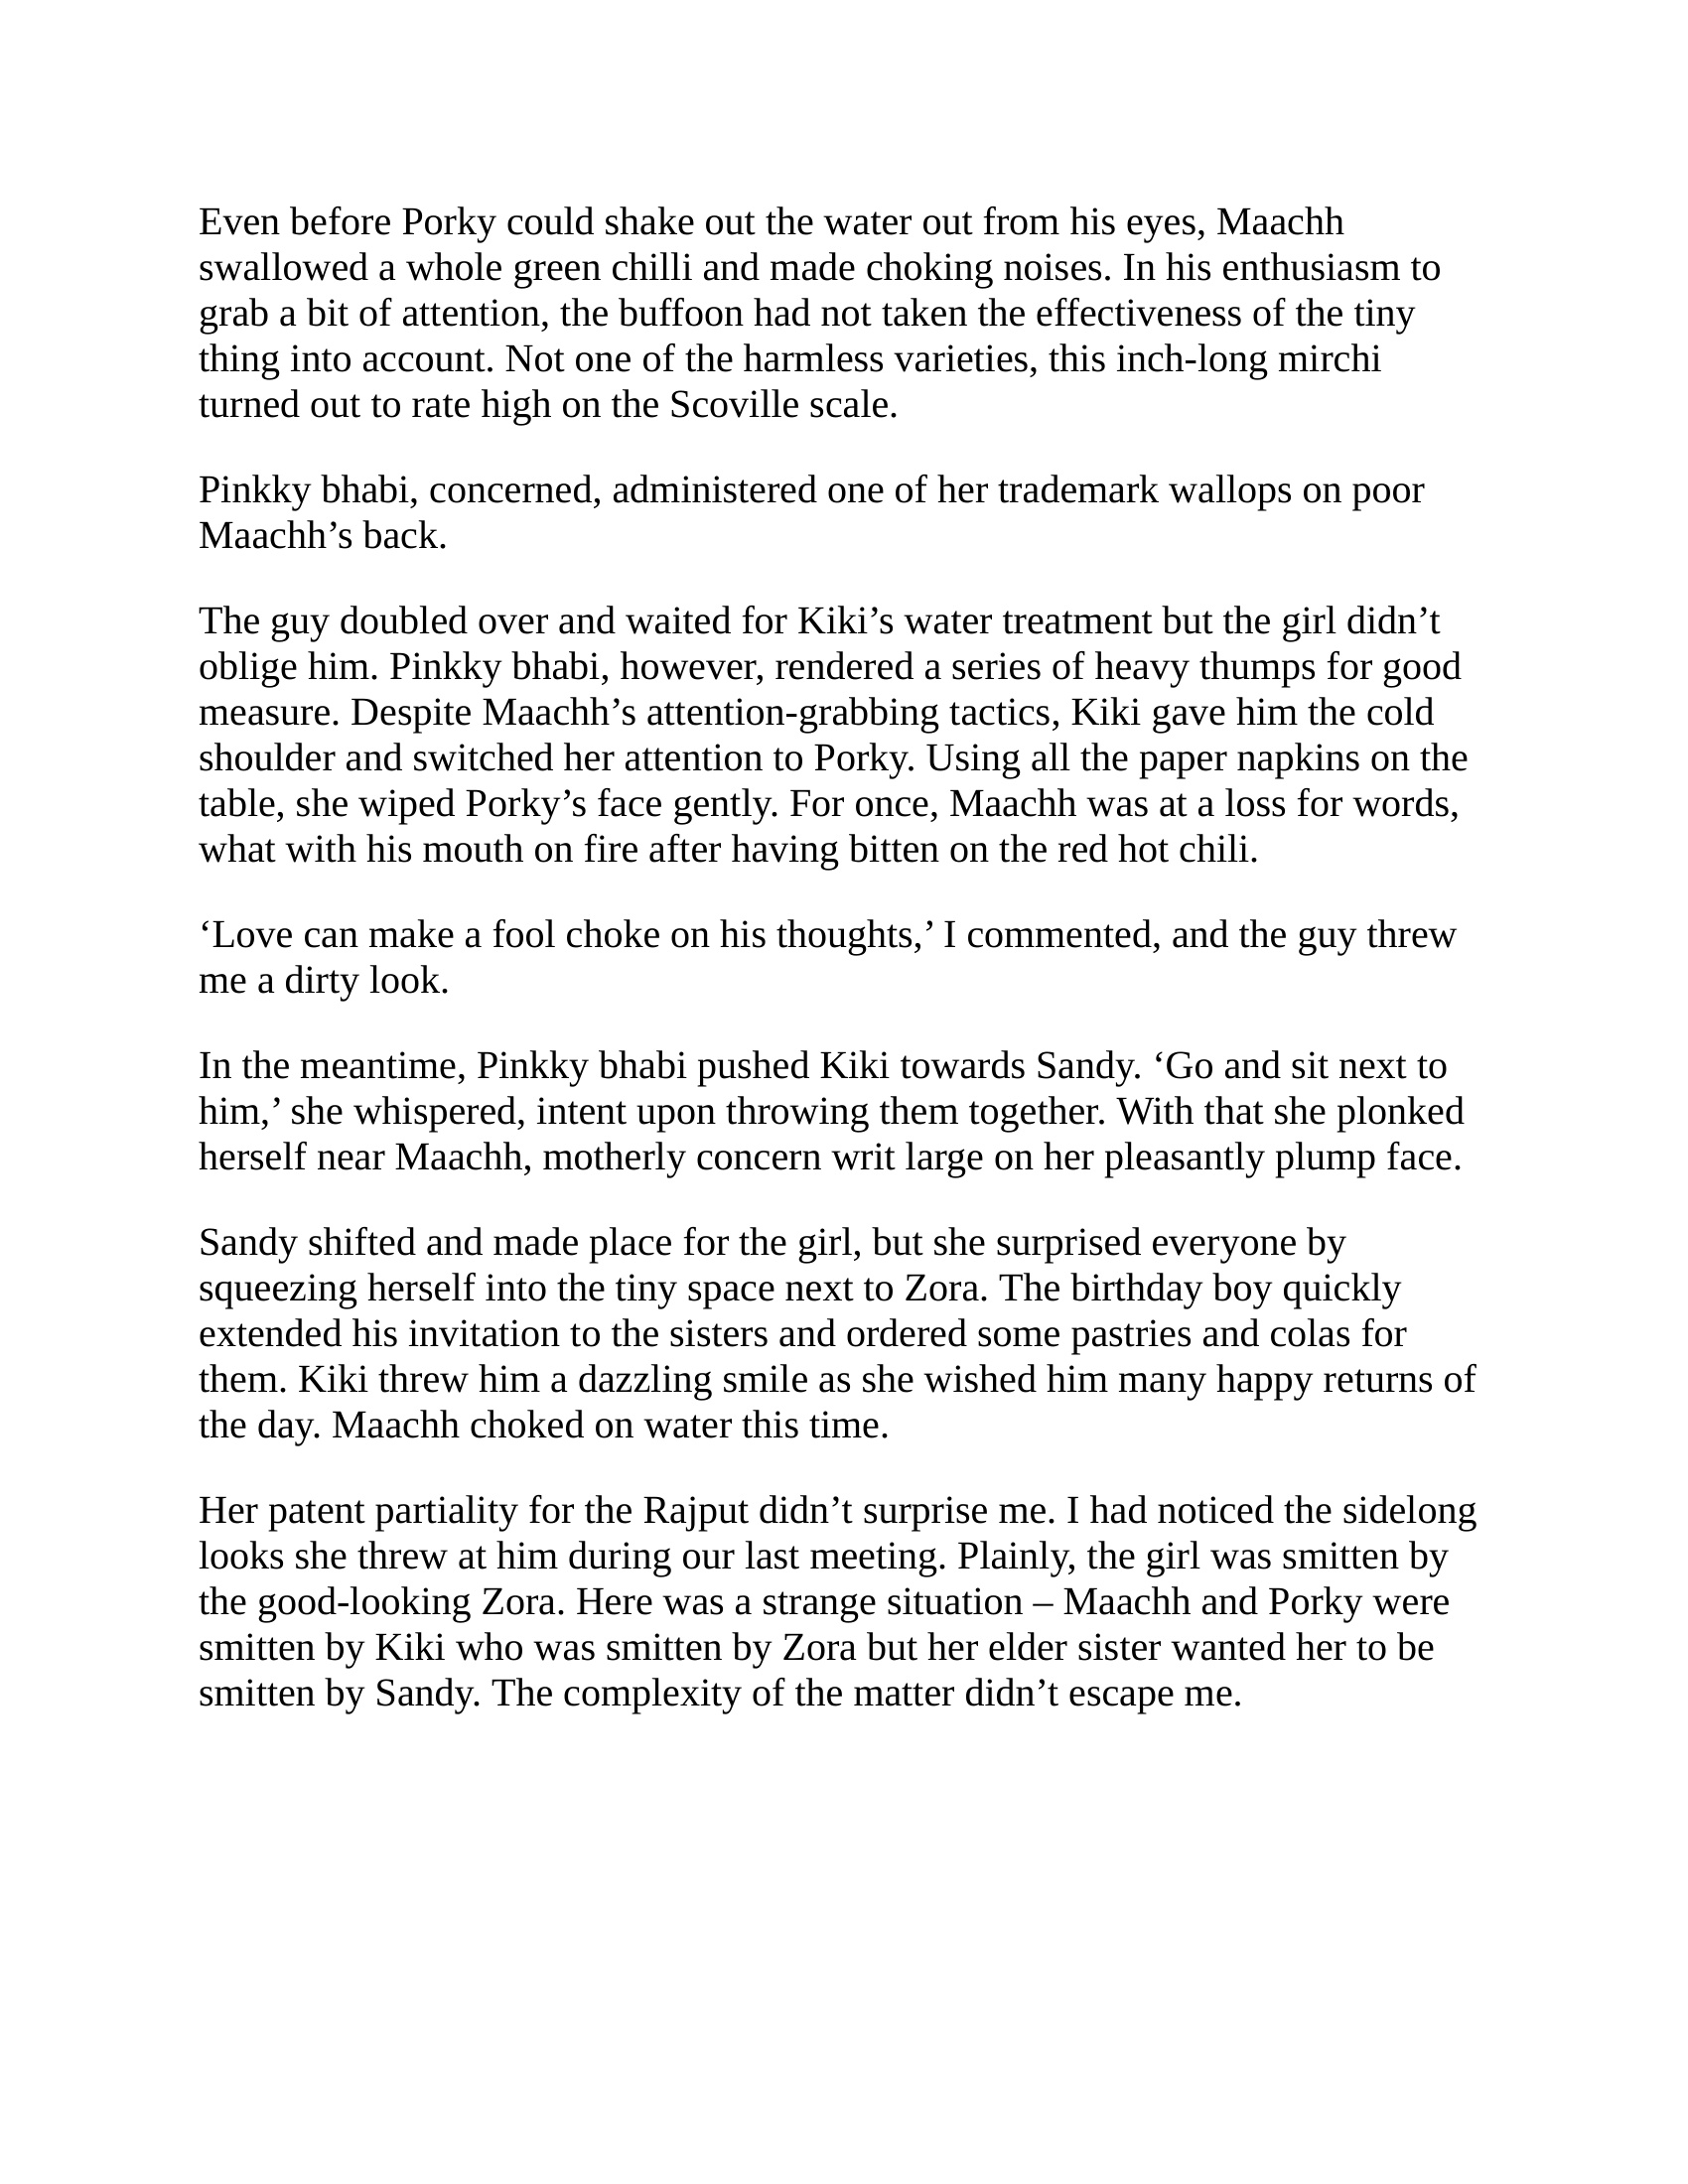 Even before Porky could shake out the water out from his eyes, Maachh
swallowed a whole green chilli and made choking noises. In his enthusiasm to
grab a bit of attention, the buffoon had not taken the effectiveness of the tiny
thing into account. Not one of the harmless varieties, this inch-long mirchi
turned out to rate high on the Scoville scale.
Pinkky bhabi, concerned, administered one of her trademark wallops on poor
Maachh’s back.
The guy doubled over and waited for Kiki’s water treatment but the girl didn’t
oblige him. Pinkky bhabi, however, rendered a series of heavy thumps for good
measure. Despite Maachh’s attention-grabbing tactics, Kiki gave him the cold
shoulder and switched her attention to Porky. Using all the paper napkins on the
table, she wiped Porky’s face gently. For once, Maachh was at a loss for words,
what with his mouth on fire after having bitten on the red hot chili.
‘Love can make a fool choke on his thoughts,’ I commented, and the guy threw
me a dirty look.
In the meantime, Pinkky bhabi pushed Kiki towards Sandy. ‘Go and sit next to
him,’ she whispered, intent upon throwing them together. With that she plonked
herself near Maachh, motherly concern writ large on her pleasantly plump face.
Sandy shifted and made place for the girl, but she surprised everyone by
squeezing herself into the tiny space next to Zora. The birthday boy quickly
extended his invitation to the sisters and ordered some pastries and colas for
them. Kiki threw him a dazzling smile as she wished him many happy returns of
the day. Maachh choked on water this time.
Her patent partiality for the Rajput didn’t surprise me. I had noticed the sidelong
looks she threw at him during our last meeting. Plainly, the girl was smitten by
the good-looking Zora. Here was a strange situation – Maachh and Porky were
smitten by Kiki who was smitten by Zora but her elder sister wanted her to be
smitten by Sandy. The complexity of the matter didn’t escape me.